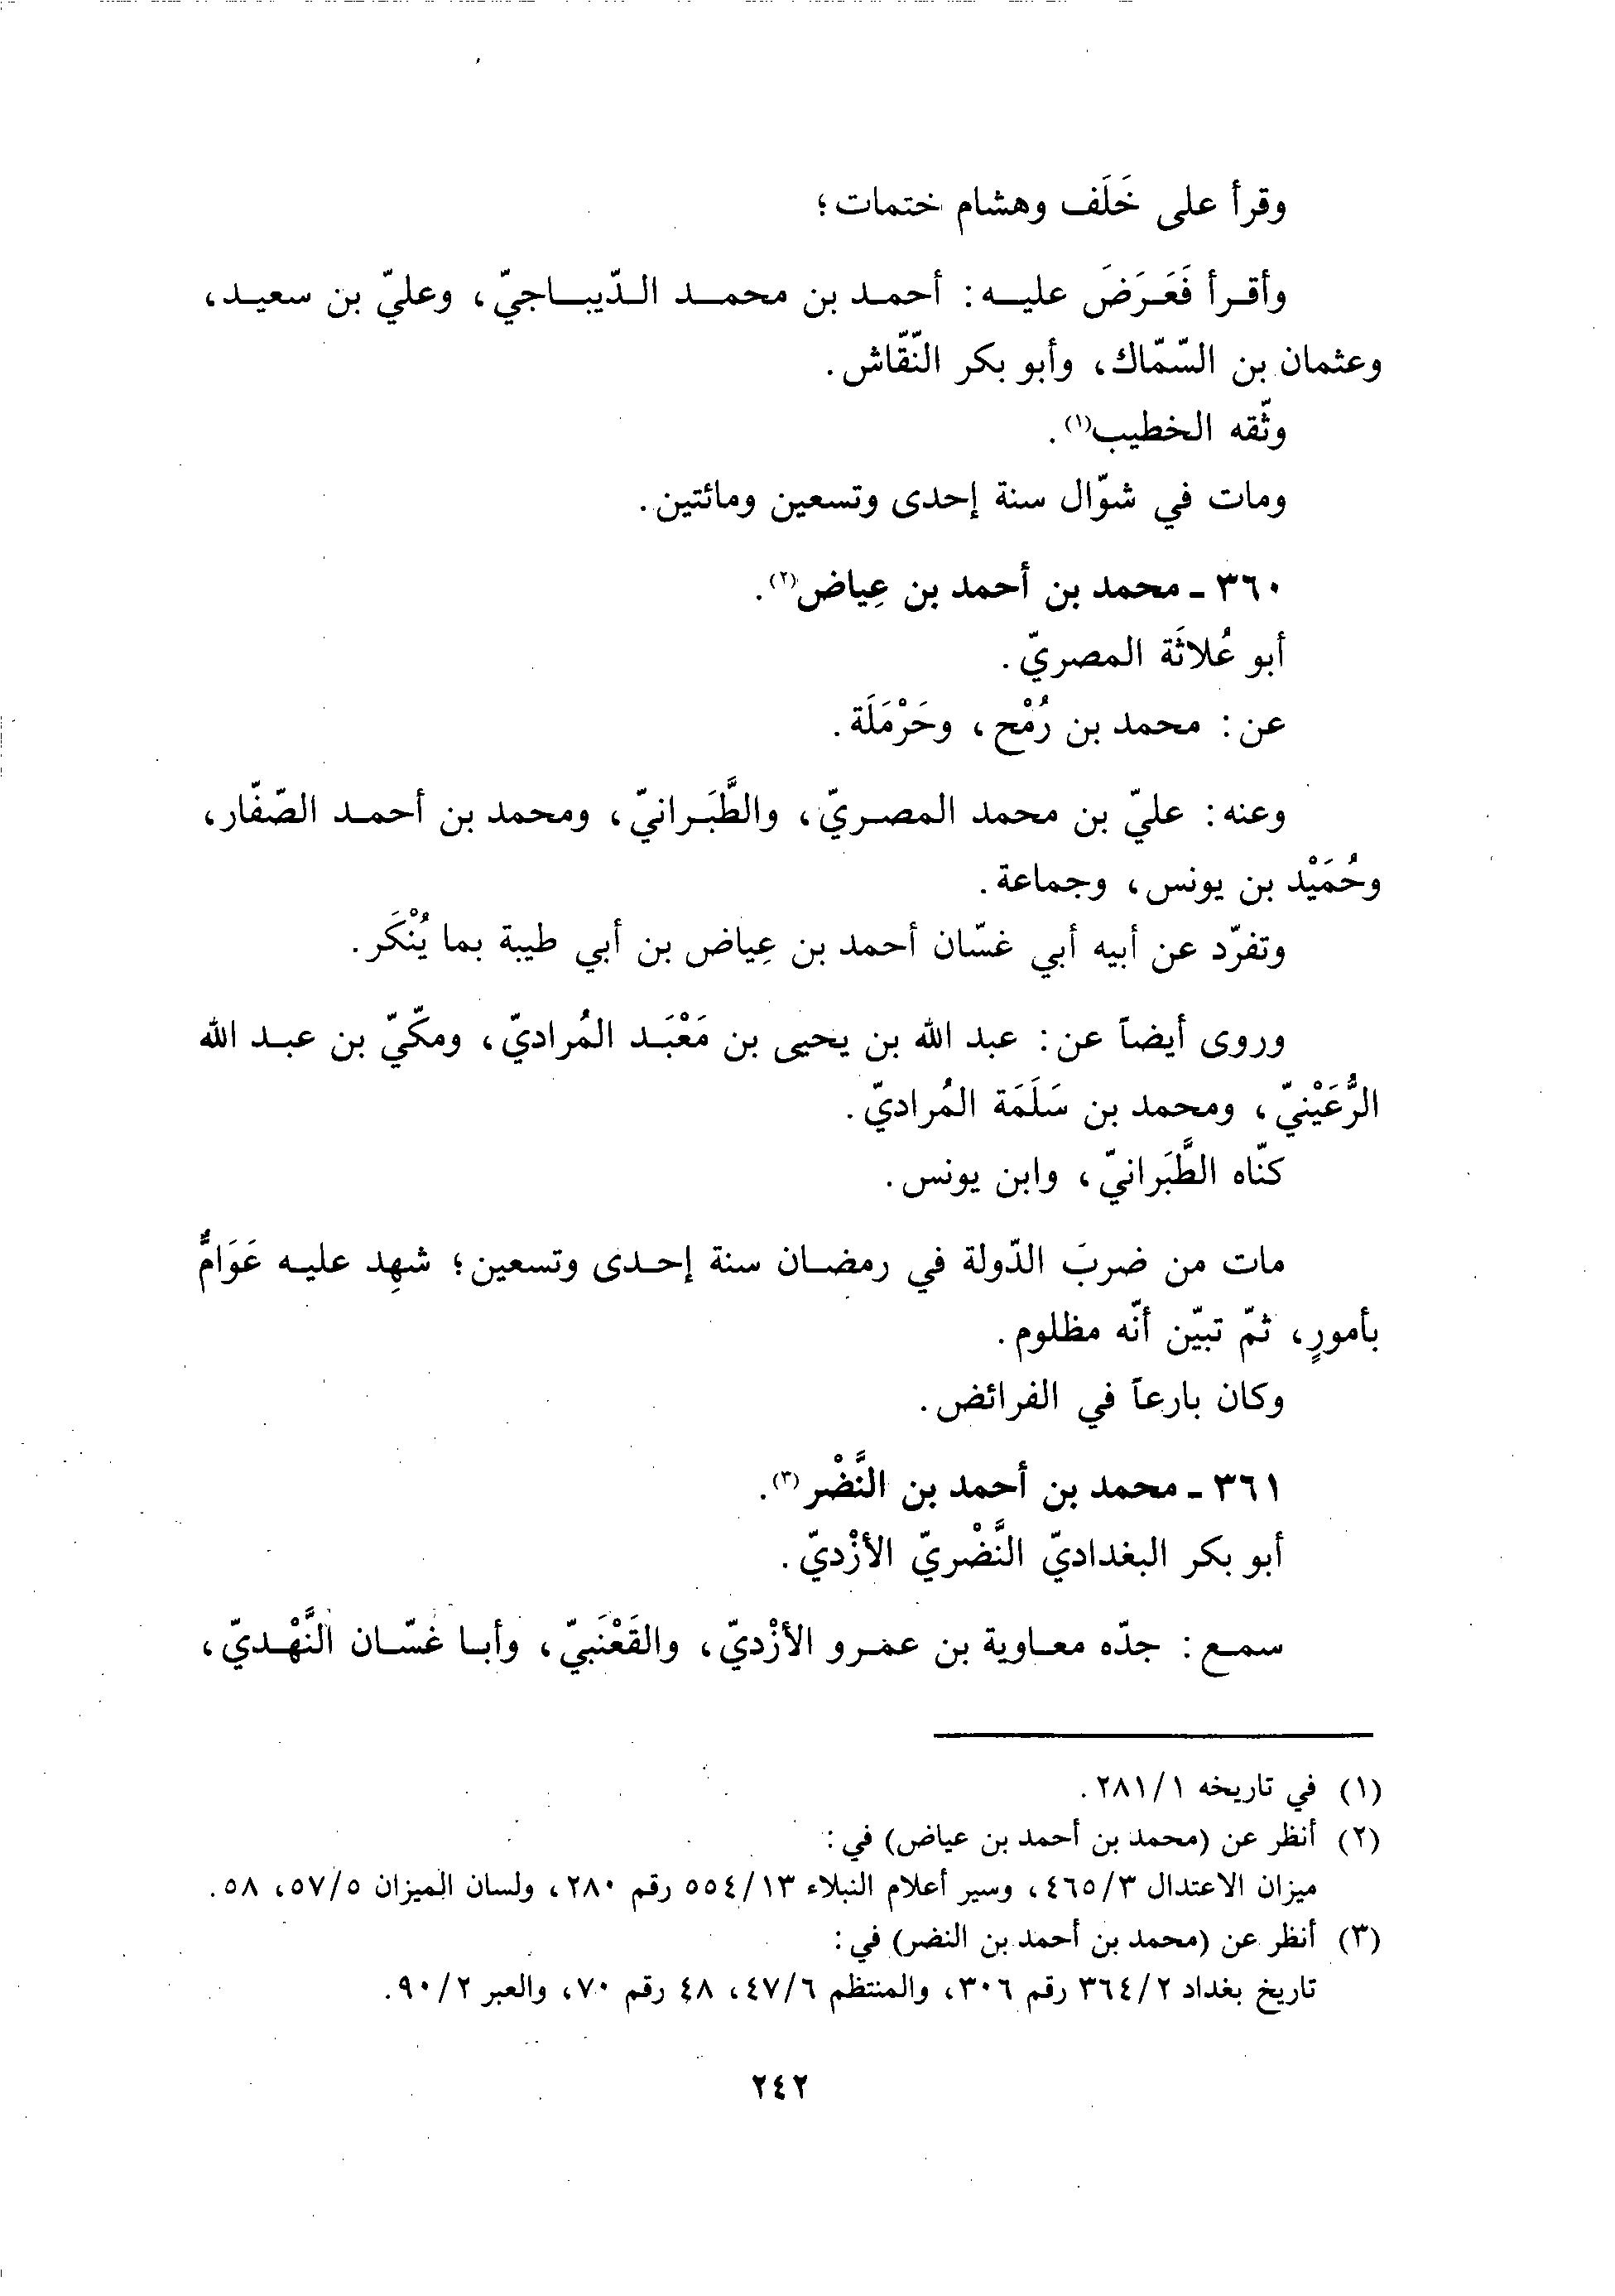 وقرأ على خَلَف وهشام ختمات؛
وأقرأ فَعَرَضَ عليه: أحمد بن محمد الدّيباجيّ، وعليّ بن سعيد،
وعثمان بن السّمّاك، وأبو بكر النّقّاش.
وثّقه الخطيب(١).
ومات في شوّال سنة إحدى وتسعين ومائتين.
٣٦٠ - محمد بن أحمد بن عِياض(٢).
أبو عُلاثَة المصريّ.
عن: محمد بن رُمْح، وحَرْمَلَة.
وعنه: عليّ بن محمد المصريّ، والطَّبَرانيّ، ومحمد بن أحمد الصّفّار،
وحُمَيْد بن يونس، وجماعة.
وتفرّد عن أبيه أبي غسّان أحمد بن عِياض بن أبي طيبة بما يُنْكَر.
وروى أيضاً عن: عبد الله بن يحيى بن مَعْبَد المُراديّ، ومكّيّ بن عبد الله
الرُّعَيْنيّ، ومحمد بن سَلَمَة المُراديّ.
كنّاه الطَّبَرانيّ، وابن يونس.
مات من ضربَ الدّولة في رمضان سنة إحدى وتسعين؛ شهِد عليه عَوَامٌّ
بأمورٍ، ثمّ تبيّن أنّه مظلوم.
وكان بارعاً في الفرائض.
٣٦١ - محمد بن أحمد بن النَّضْر(٣).
أبو بكر البغداديّ النَّضْريّ الأزْديّ.
سمع: جدّه معاوية بن عمرو الأزْديّ، والقَعْنَبيّ، وأبا غسّان النَّهْديّ،
(١) في تاريخه ٢٨١/١.
(٢) أنظر عن (محمد بن أحمد بن عياض) في:
ميزان الاعتدال ٤٦٥/٣، وسير أعلام النبلاء ٥٥٤/١٣ رقم ٢٨٠، ولسان الميزان ٥٧/٥، ٥٨.
(٣) أنظر عن (محمد بن أحمد بن النضر) في:
تاريخ بغداد ٣٦٤/٢ رقم ٣٠٦، والمنتظم ٤٧/٦، ٤٨ رقم ٧٠، والعبر ٩٠/٢.
٢٤٢